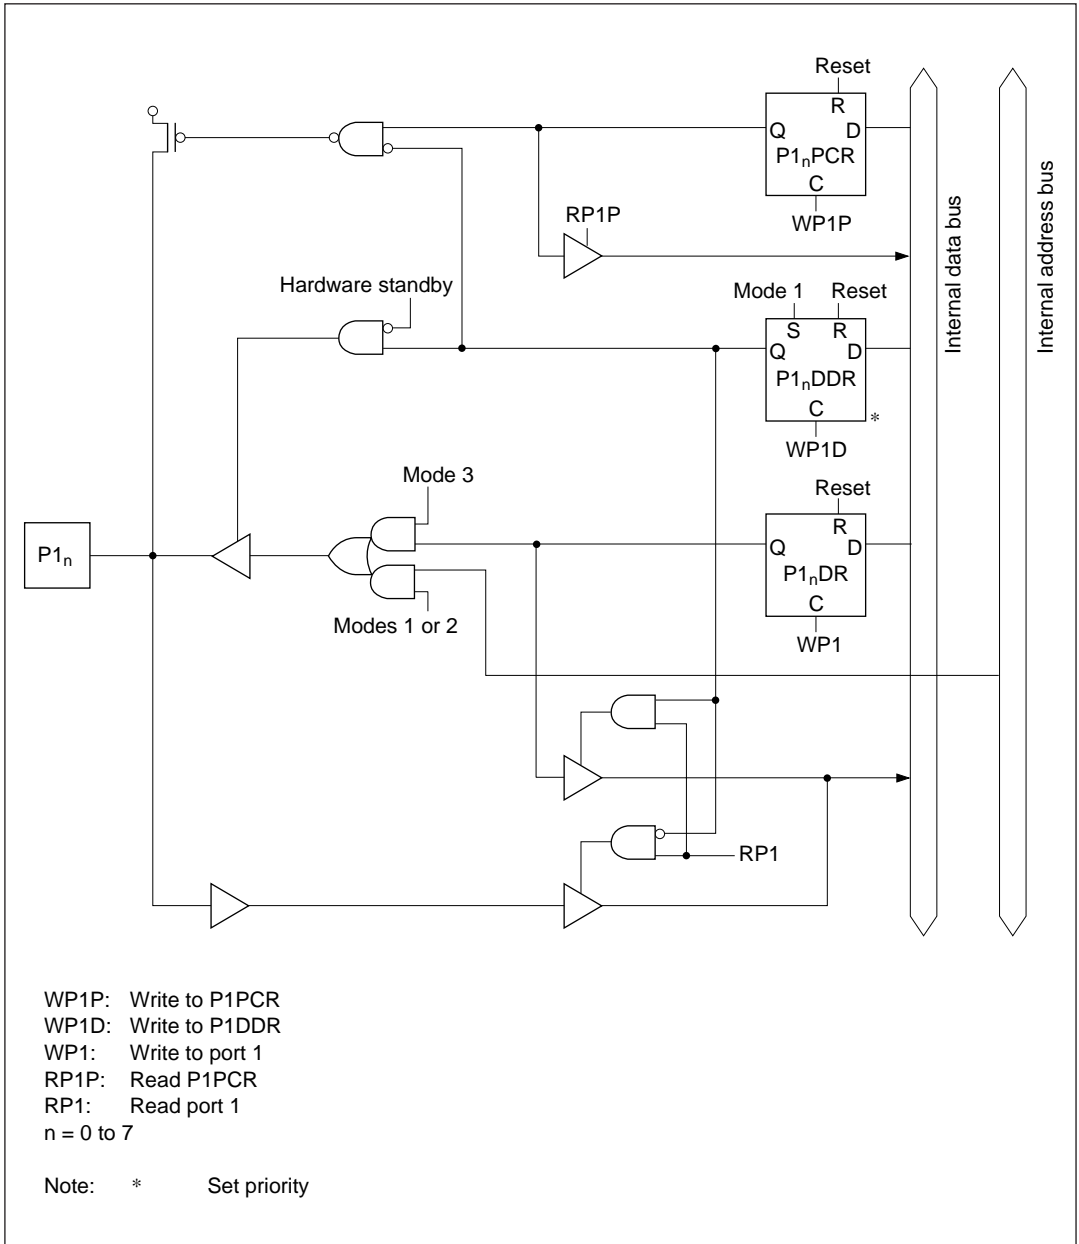 Reset
R
Q D
P1nPCR
C
WP1P
RP1P
Internal data bus
Internal address bus
Hardware standby
Mode 1 Reset
S R
Q D
P1nDDR
C
*
WP1D
Mode 3
Reset
R
Q D
P1nDR
C
WP1
P1n
Modes 1 or 2
RP1
WP1P: Write to P1PCR
WP1D: Write to P1DDR
WP1: Write to port 1
RP1P: Read P1PCR
RP1: Read port 1
n = 0 to 7
Note: * Set priority